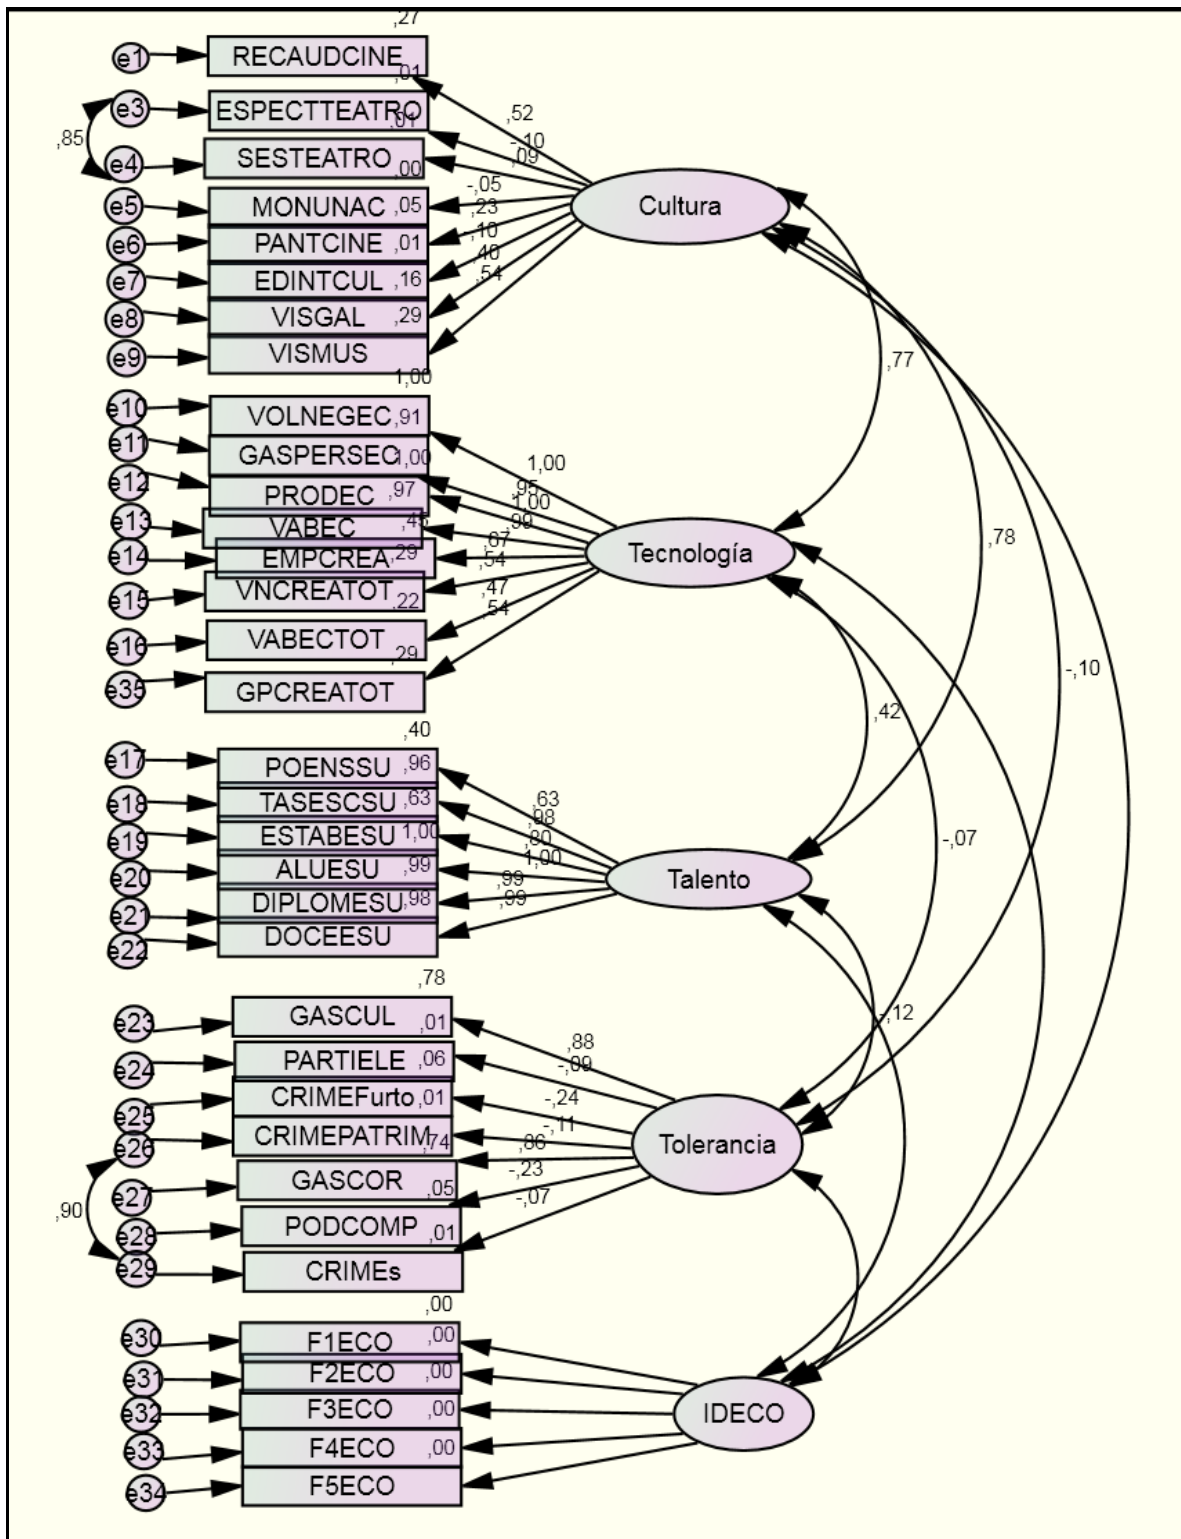 ,27
e1 RECAUDCINE
,01
e3 ESPECTTEATRO
,01
,52
-,10
,09
,85
e4 SESTEATRO
,00
-,05
e5 MONUNAC ,05
,23
Cultura
e6 PANTCINE ,01
-,10
e7 EDINTCUL ,16
,40
,54
e8 VISGAL ,29
e9 VISMUS
,77
1,00
e10 VOLNEGEC ,91
e11 GASPERSEC 1,00
1,00
,95
e12 PRODEC ,97
1,00
,99
e13 VABEC ,45
,67
,78
e14 EMPCREA ,29
,54
Tecnología
e15 VNCREATOT ,22
,47
,54
e16 VABECTOT
,29
-,10
e35 GPCREATOT
,42
,40
e17 POENSSU ,96
e18 TASESCSU ,63
,63
,98
e19 ESTABESU 1,00
,80
-,07
e20 ALUESU ,99
1,00
,99
Talento
e21 DIPLOMESU ,98
,99
e22 DOCEESU
,78
e23 GASCUL
,01
-,12
,88
e24 PARTIELE ,06
-,09
e25 CRIMEFurto ,01
-,24
e26 CRIMEPATRIM ,74
-,11
,86
Tolerancia
e27 GASCOR ,05
-,23
-,07
,90
e28 PODCOMP ,01
e29 CRIMEs
,00
e30 F1ECO ,00
e31 F2ECO ,00
e32 F3ECO ,00
IDECO
e33 F4ECO ,00
e34 F5ECO